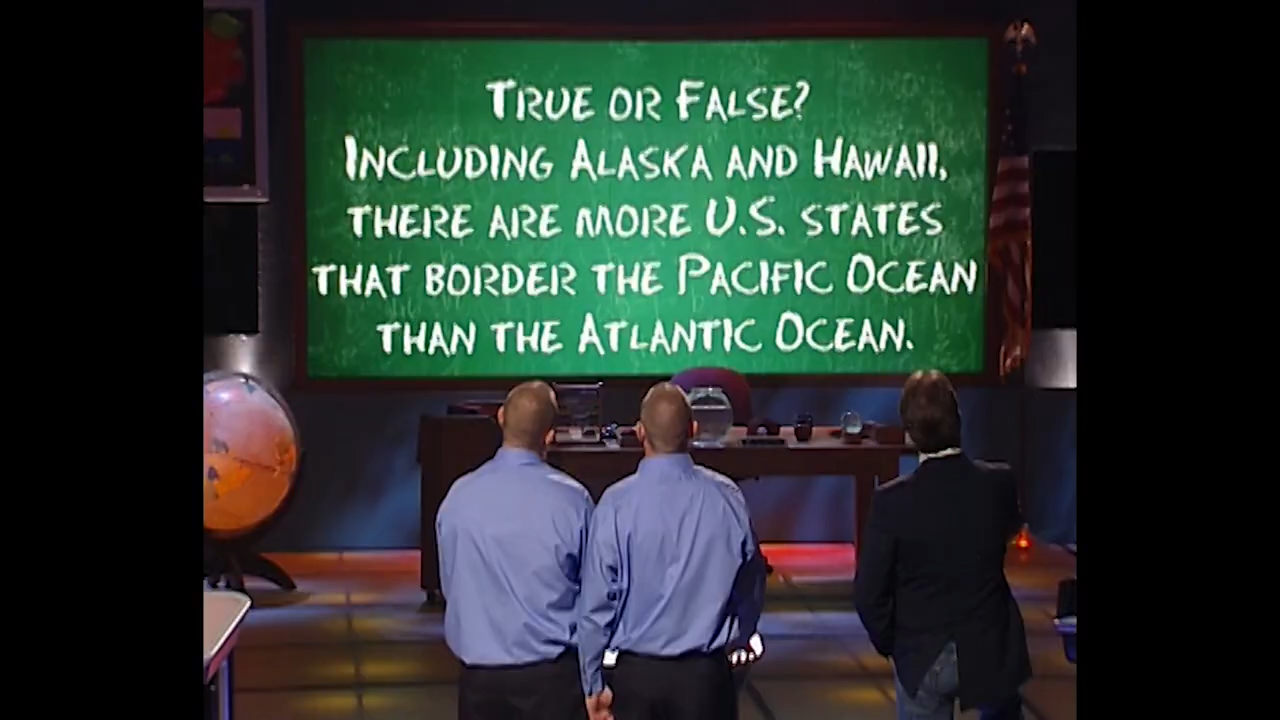 TRUE OR FALSE?
INCLUDING ALASKA AND HAWAII,
THERE ARE MORE U.S. STATES
THAT BORDER THE PACIFIC OCEAN
THAN THE ATLANTIC OCEAN.